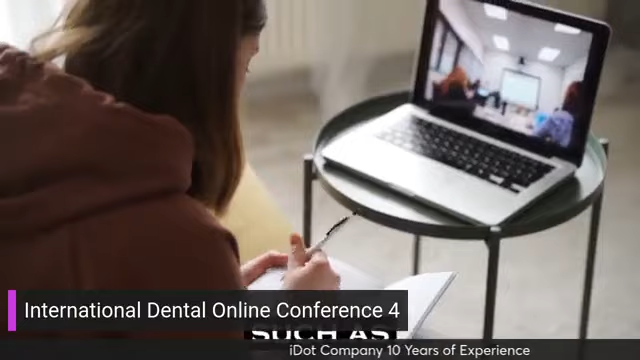 International Dental Online Conference 4
SUCH AS
iDot Company 10 Years of Experience